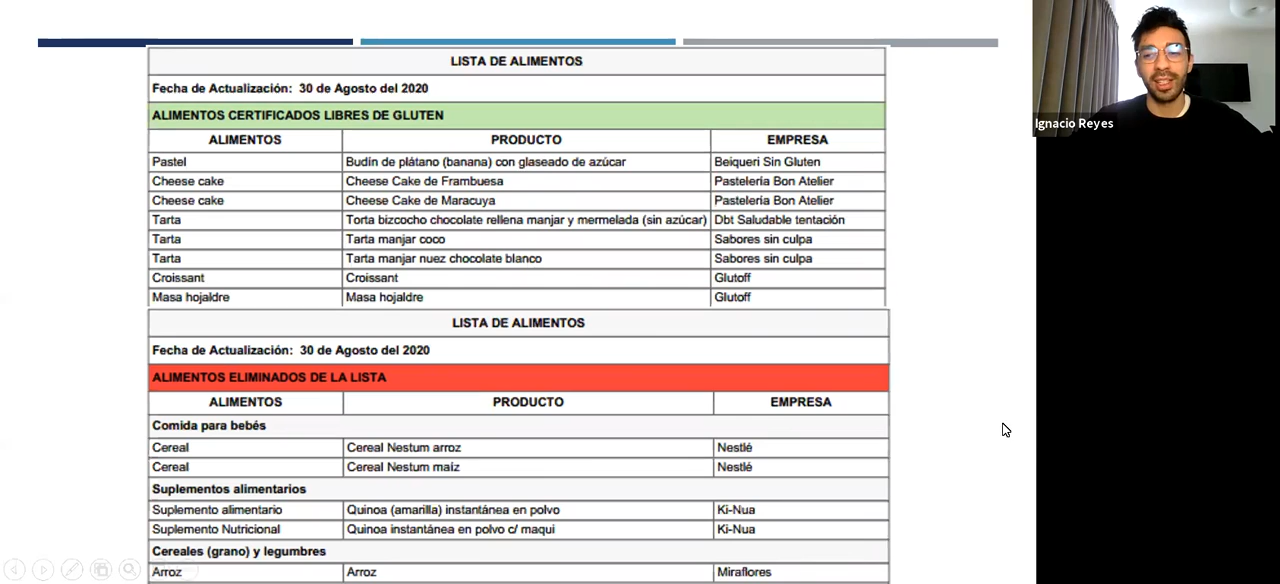 LISTA DE ALIMENTOS
Fecha de Actualización: 30 de Agosto del 2020
ALIMENTOS CERTIFICADOS LIBRES DE GLUTEN
ALIMENTOS PRODUCTO EMPRESA
Pastel Budín de plátano (banana) con glaseado de azúcar Beiqueri Sin Gluten
Cheese cake Cheese Cake de Frambuesa Pastelería Bon Atelier
Cheese cake Cheese Cake de Maracuya Pastelería Bon Atelier
Tarta Torta bizcocho chocolate rellena manjar y mermelada (sin azúcar) Dbt Saludable tentación
Tarta Tarta manjar coco Sabores sin culpa
Tarta Tarta manjar nuez chocolate blanco Sabores sin culpa
Croissant Croissant Glutoff
Masa hojaldre Masa hojaldre Glutoff
LISTA DE ALIMENTOS
Fecha de Actualización: 30 de Agosto del 2020
ALIMENTOS ELIMINADOS DE LA LISTA
ALIMENTOS PRODUCTO EMPRESA
Comida para bebés
Cereal Cereal Nestum arroz Nestlé
Cereal Cereal Nestum maíz Nestlé
Suplementos alimentarios
Suplemento alimentario Quinoa (amarilla) instantánea en polvo Ki-Nua
Suplemento Nutricional Quinoa instantánea en polvo c/ maqui Ki-Nua
Cereales (grano) y legumbres
Arroz Arroz Miraflores
Ignacio Reyes